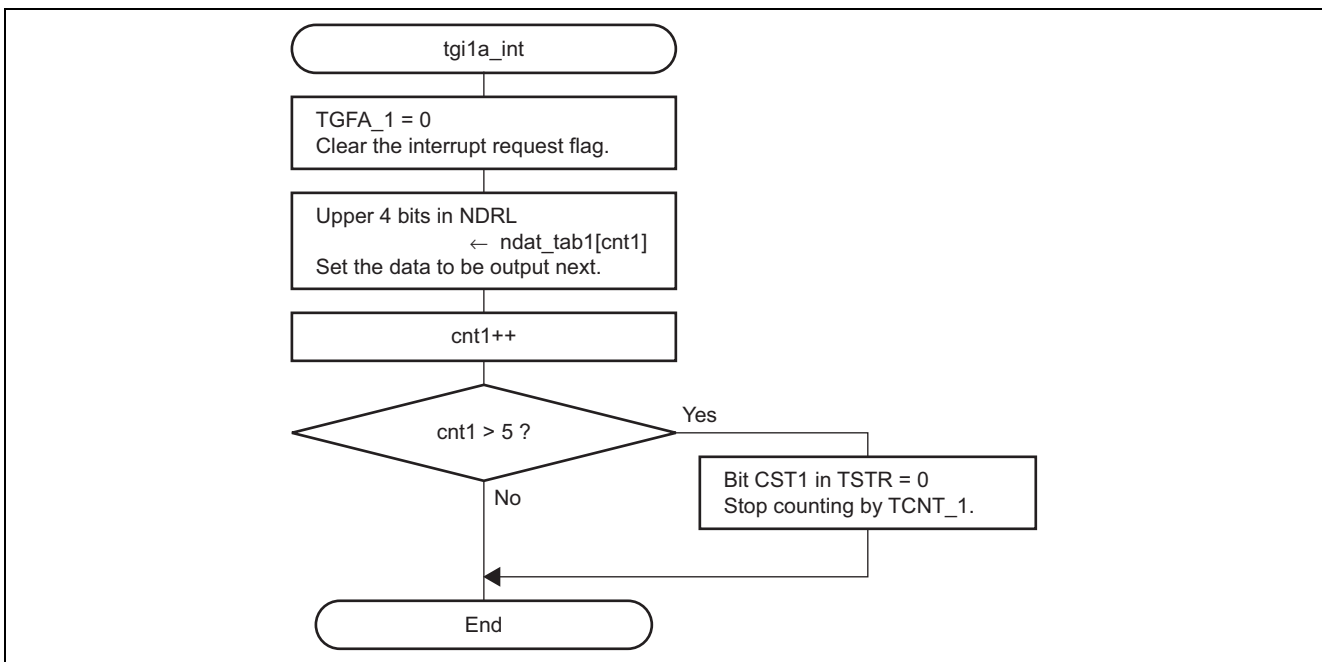 tgi1a_int
TGFA_1 = 0
Clear the interrupt request flag.
Upper 4 bits in NDRL
← ndat_tab1[cnt1]
Set the data to be output next.
cnt1++
cnt1 > 5 ?
Yes
Bit CST1 in TSTR = 0
Stop counting by TCNT_1.
No
End